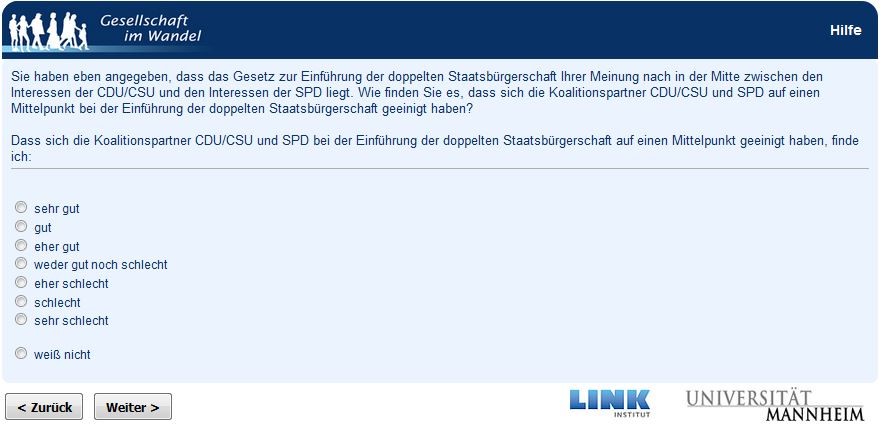 Gesellschaft
im Wandel
Hilfe
Sie haben eben angegeben, dass das Gesetz zur Einführung der doppelten Staatsbürgerschaft Ihrer Meinung nach in der Mitte zwischen den
Interessen der CDU/CSU und den Interessen der SPD liegt. Wie finden Sie es, dass sich die Koalitionspartner CDU/CSU und SPD auf einen
Mittelpunkt bei der Einführung der doppelten Staatsbürgerschaft geeinigt haben?
Dass sich die Koalitionspartner CDU/CSU und SPD bei der Einführung der doppelten Staatsbürgerschaft auf einen Mittelpunkt geeinigt haben, finde
ich:
sehr gut
gut
eher gut
weder gut noch schlecht
eher schlecht
schlecht
sehr schlecht
weiß nicht
< Zurück
Weiter >
LINK
INSTITUT
UNIVERSITÄT
MANNHEIM